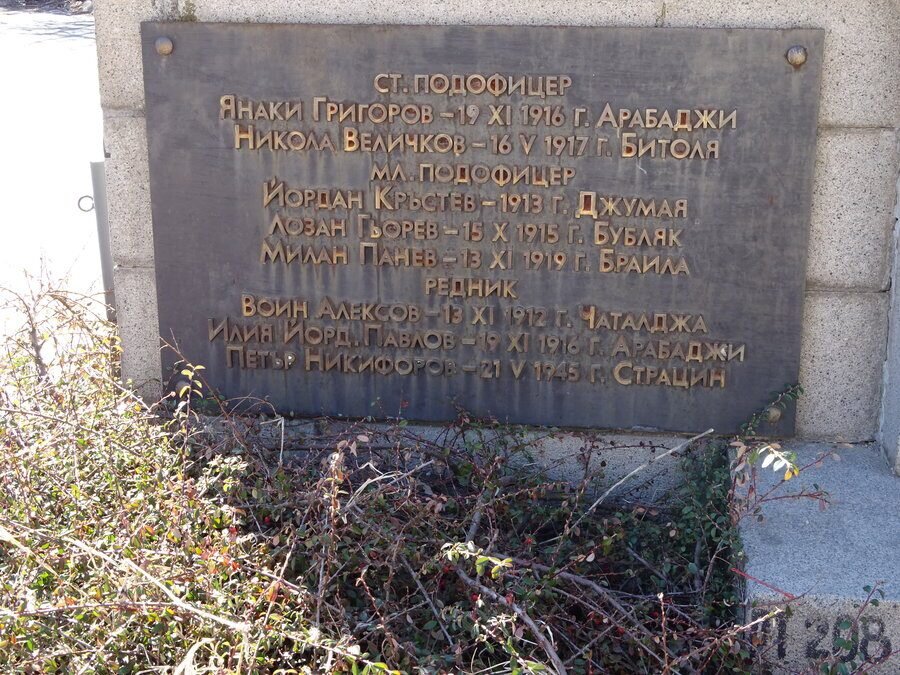 Ст. подофицер
Янаки Григоров – 19 XI 1916 г. Арабаджи
Никола Величков – 16 V 1917 г. Битоля
Мл. подофицер
Йордан Кръстев – 1913 г. Джумая
Лозан Гьорев – 15 X 1915 г. Бубляк
Милан Панев – 13 XI 1919 г. Браила
Редник
Воин Алексов – 13 XI 1912 г. Чаталджа
Илия Йорд. Павлов – 19 XI 1916 г. Арабаджи
Петър Никифоров – 21 V 1945 г. Страцин
298